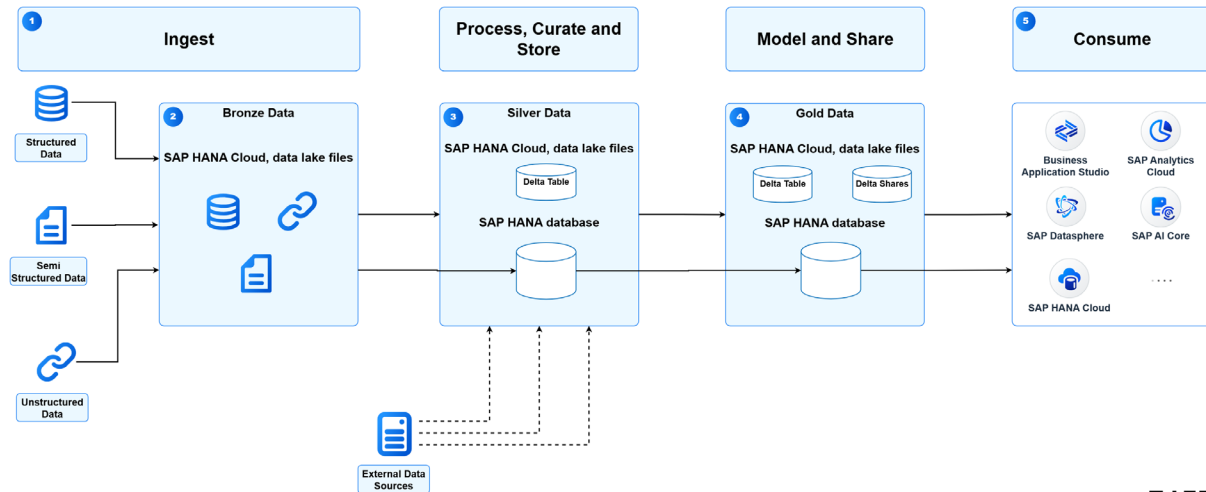 1
Ingest
Process, Curate and
Store
Model and Share
5
Consume
Structured
Data
Semi
Structured Data
Unstructured
Data
2
Bronze Data
SAP HANA Cloud, data lake files
3
Silver Data
SAP HANA Cloud, data lake files
Delta Table
SAP HANA database
4
Gold Data
SAP HANA Cloud, data lake files
Delta Table
Delta Shares
SAP HANA database
Business
Application Studio
SAP Analytics
Cloud
SAP Datasphere
SAP AI Core
SAP HANA Cloud
....
External Data
Sources